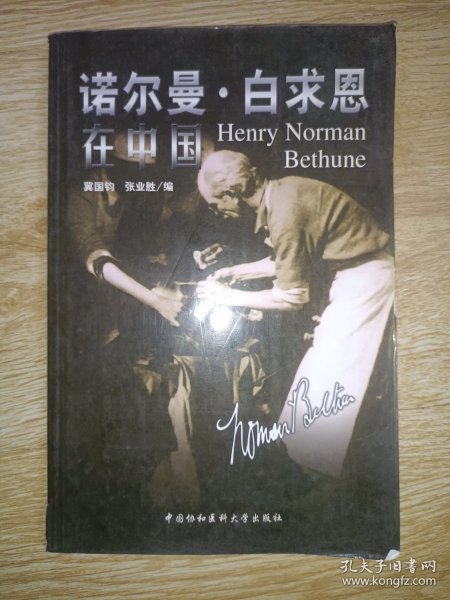 诺尔曼·白求恩
在中国
Henry Norman
Bethune
冀国钧 张业胜/编
Norman Bethune
中国协和医科大学出版社
孔夫子旧书网
www.kongfz.com